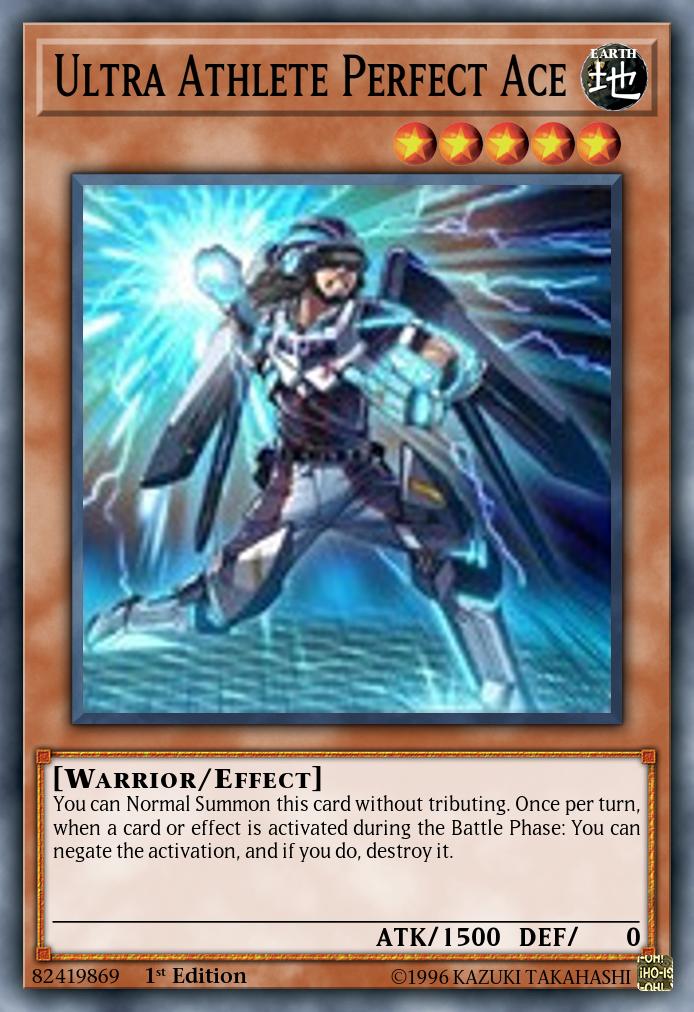 Ultra Athlete Perfect Ace
EARTH
地
[Warrior/Effect]
You can Normal Summon this card without tributing. Once per turn,
when a card or effect is activated during the Battle Phase: You can
negate the activation, and if you do, destroy it.
ATK/1500 DEF/ 0
82419869 1st Edition ©1996 KAZUKI TAKAHASHI